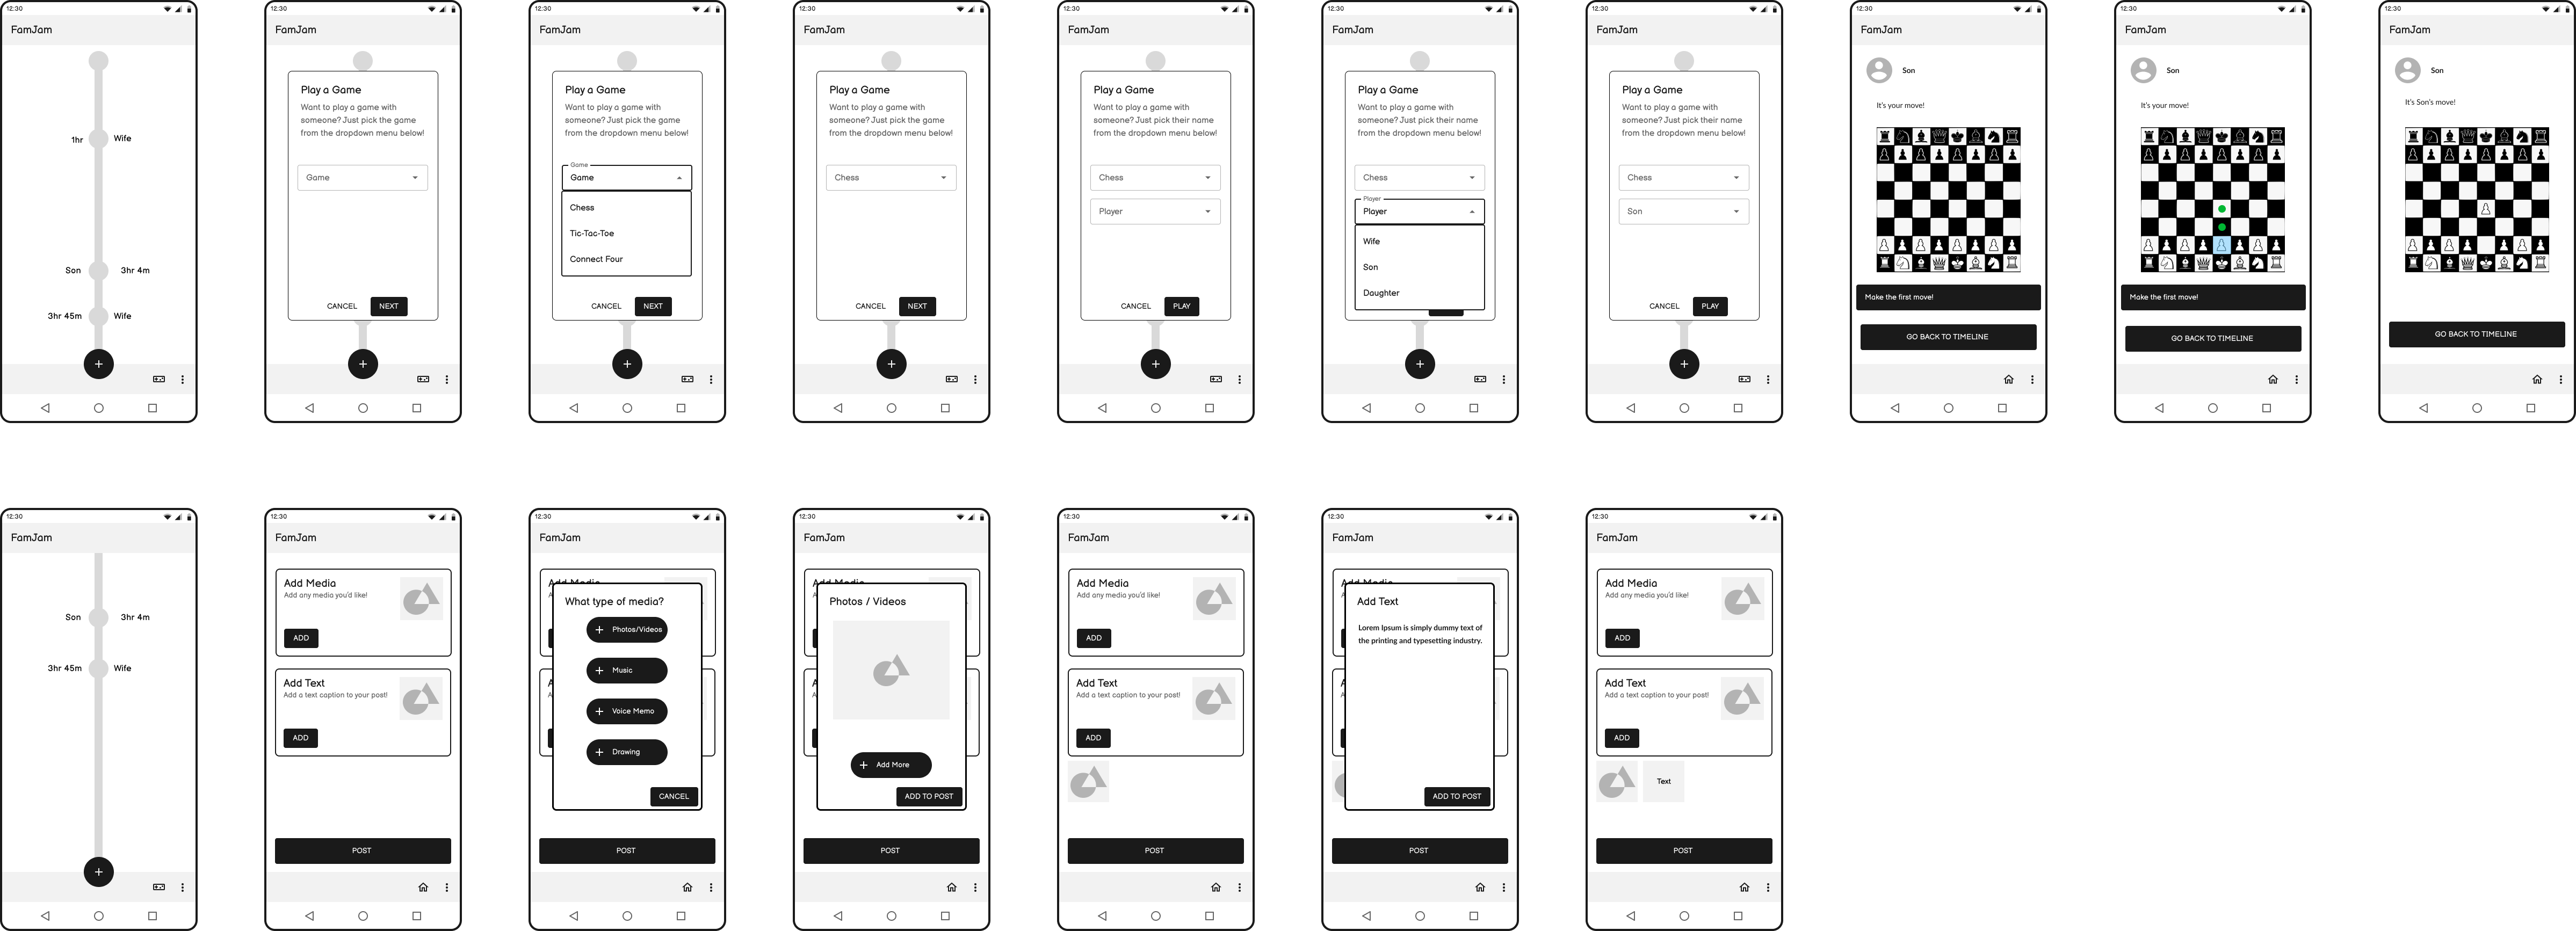 12:30
FamJam
1hr
Wife
Son
3hr 4m
3hr 45m
Wife
12:30
FamJam
Play a Game
Want to play a game with
someone? Just pick the game
from the dropdown menu below!
Game
CANCEL
NEXT
12:30
FamJam
Play a Game
Want to play a game with
someone? Just pick the game
from the dropdown menu below!
Game
Game
Chess
Tic-Tac-Toe
Connect Four
CANCEL
NEXT
12:30
FamJam
Play a Game
Want to play a game with
someone? Just pick the game
from the dropdown menu below!
Chess
CANCEL
NEXT
12:30
FamJam
Play a Game
Want to play a game with
someone? Just pick their name
from the dropdown menu below!
Chess
Player
CANCEL
PLAY
12:30
FamJam
Play a Game
Want to play a game with
someone? Just pick their name
from the dropdown menu below!
Chess
Player
Player
Wife
Son
Daughter
12:30
FamJam
Play a Game
Want to play a game with
someone? Just pick their name
from the dropdown menu below!
Chess
Son
CANCEL
PLAY
12:30
FamJam
Son
It's your move!
Make the first move!
GO BACK TO TIMELINE
12:30
FamJam
Son
It's your move!
Make the first move!
GO BACK TO TIMELINE
12:30
FamJam
Son
It's Son's move!
GO BACK TO TIMELINE
12:30
FamJam
Son
3hr 4m
3hr 45m
Wife
12:30
FamJam
Add Media
Add any media you'd like!
ADD
Add Text
Add a text caption to your post!
ADD
POST
12:30
FamJam
Add Media
What type of media?
Photos/Videos
Music
Voice Memo
Drawing
CANCEL
POST
12:30
FamJam
Add Media
Photos / Videos
Add More
ADD TO POST
POST
12:30
FamJam
Add Media
Add any media you'd like!
ADD
Add Text
Add a text caption to your post!
ADD
POST
12:30
FamJam
Add Media
Add Text
Lorem Ipsum is simply dummy text of
the printing and typesetting industry.
ADD TO POST
POST
12:30
FamJam
Add Media
Add any media you'd like!
ADD
Add Text
Add a text caption to your post!
ADD
Text
POST